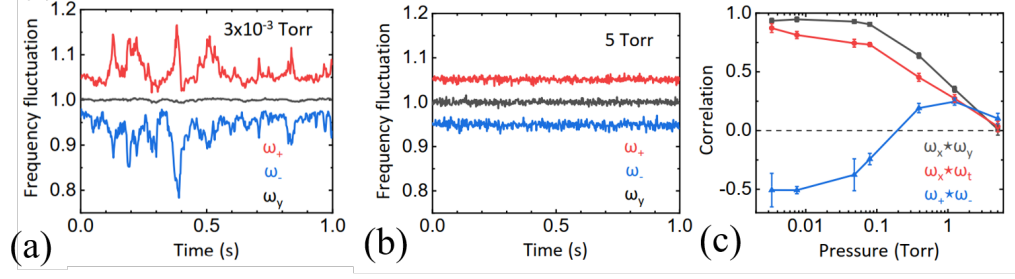 Frequency fluctuation
1.2
1.1
1.0
0.9
0.8
3x10⁻³ Torr
ω₊
ω₋
ωy
0.0
0.5
1.0
Time (s)
(a)
Frequency fluctuation
1.2
1.1
1.0
0.9
0.8
5 Torr
ω₊
ω₋
ωy
0.0
0.5
1.0
Time (s)
(b)
Correlation
1.0
0.5
0.0
-0.5
ωx★ωy
ωx★ωt
ω₊★ω₋
0.01
0.1
1
Pressure (Torr)
(c)